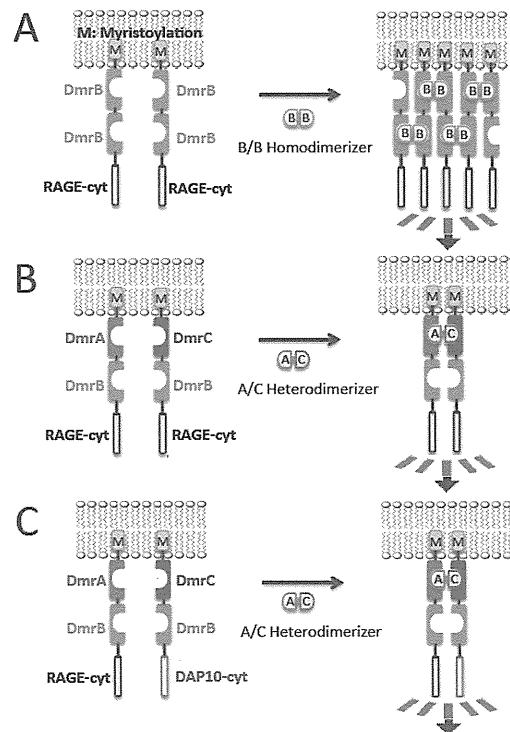 A
M: Myristoylation
M M
M M M M M
DmrB DmrB
B B B B
DmrB DmrB
B B
B B B B
B/B Homodimerizer
RAGE-cyt RAGE-cyt
B
M M
M M
DmrA DmrC
A C
A C
DmrB DmrB
A/C Heterodimerizer
RAGE-cyt RAGE-cyt
C
M M
M M
DmrA DmrC
A C
A C
DmrB DmrB
A/C Heterodimerizer
RAGE-cyt DAP10-cyt